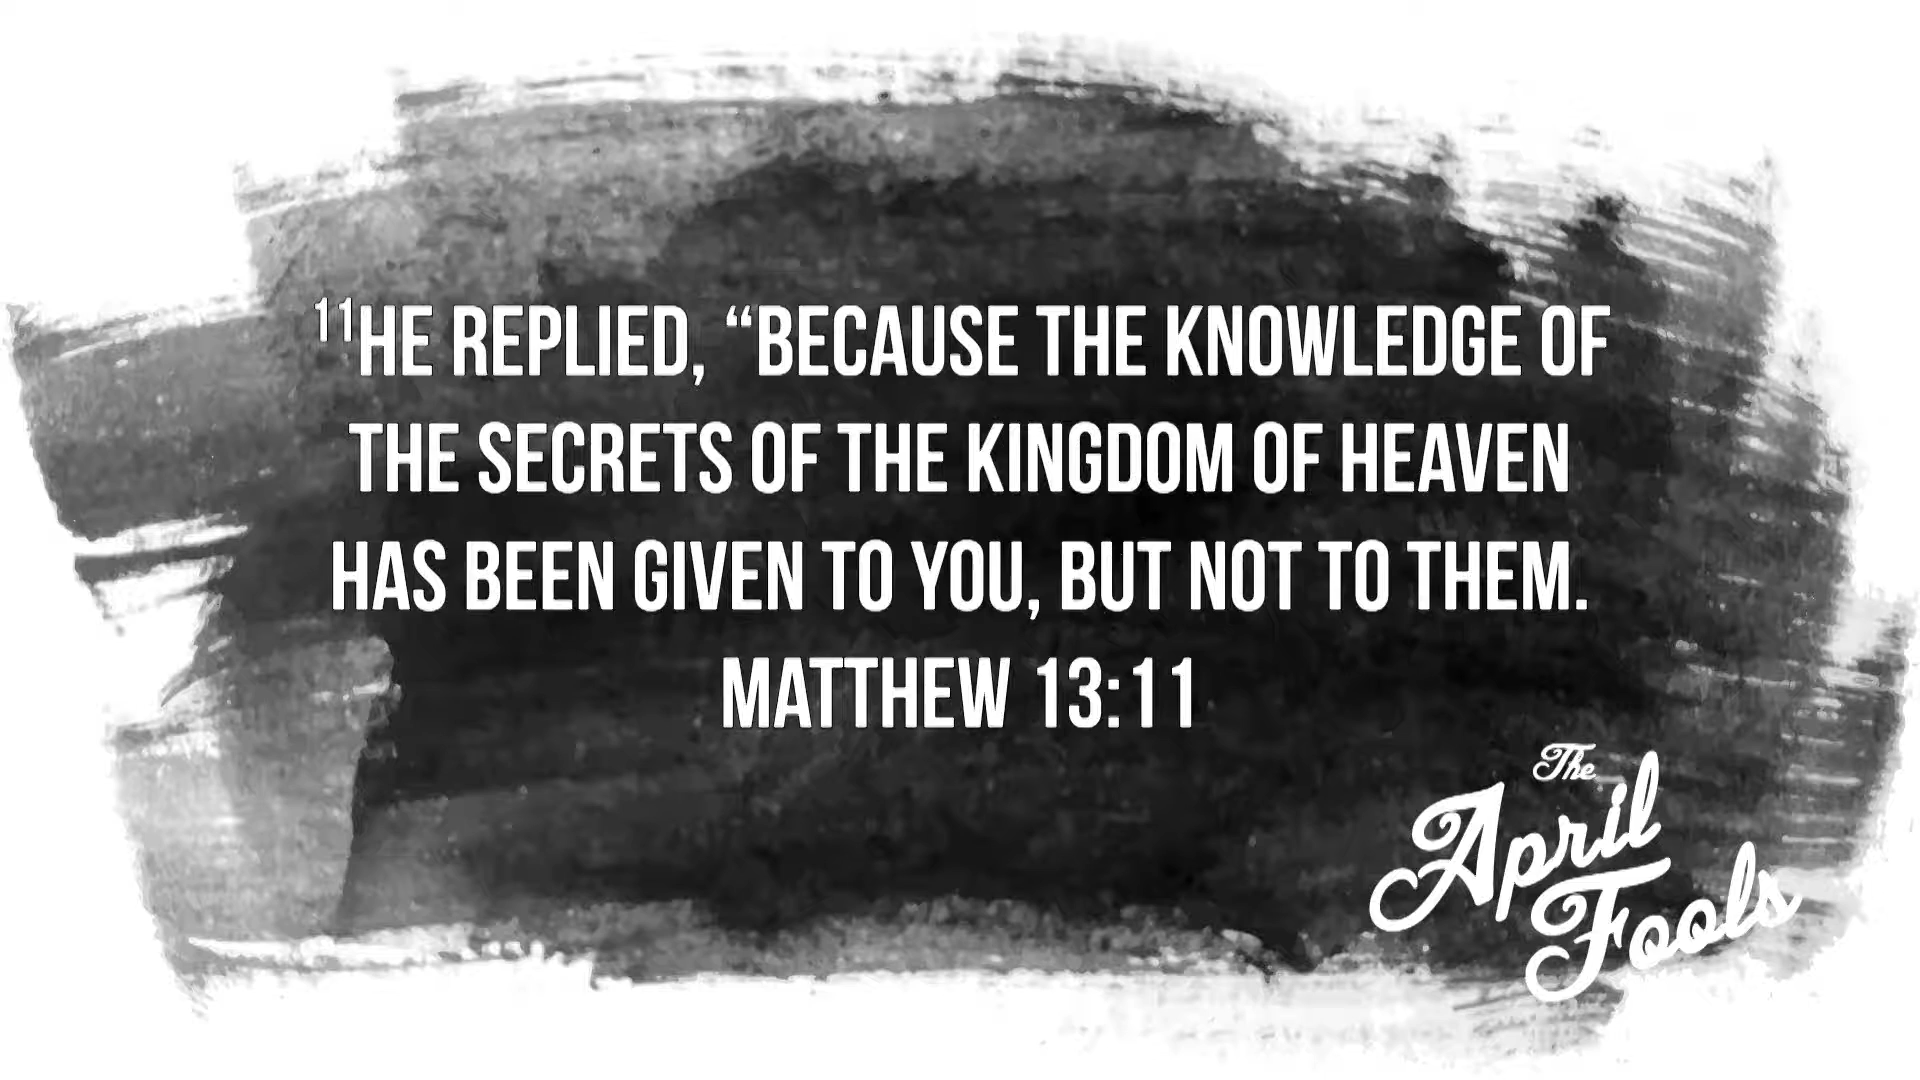 ¹¹HE REPLIED, “BECAUSE THE KNOWLEDGE OF
THE SECRETS OF THE KINGDOM OF HEAVEN
HAS BEEN GIVEN TO YOU, BUT NOT TO THEM.
MATTHEW 13:11
The
April
Fools